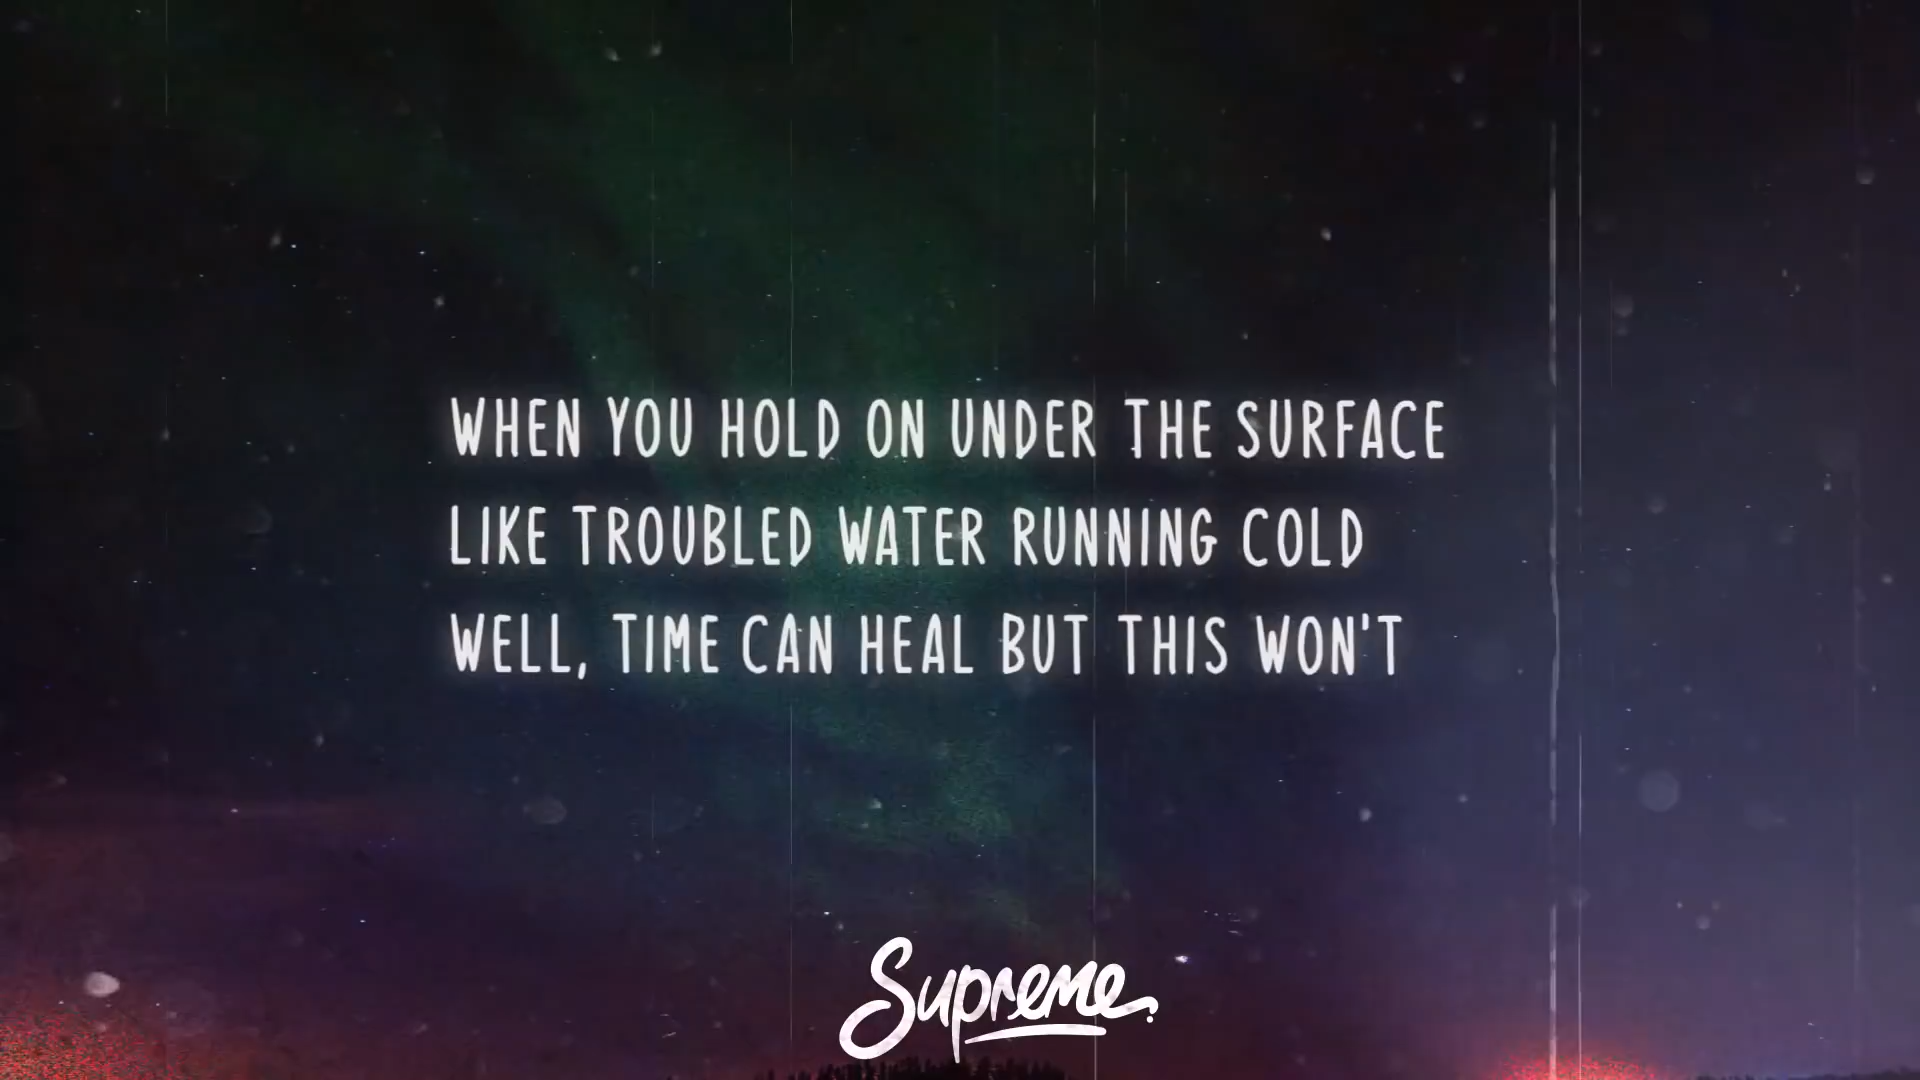 WHEN YOU HOLD ON UNDER THE SURFACE
LIKE TROUBLED WATER RUNNING COLD
WELL, TIME CAN HEAL BUT THIS WON'T
Supreme